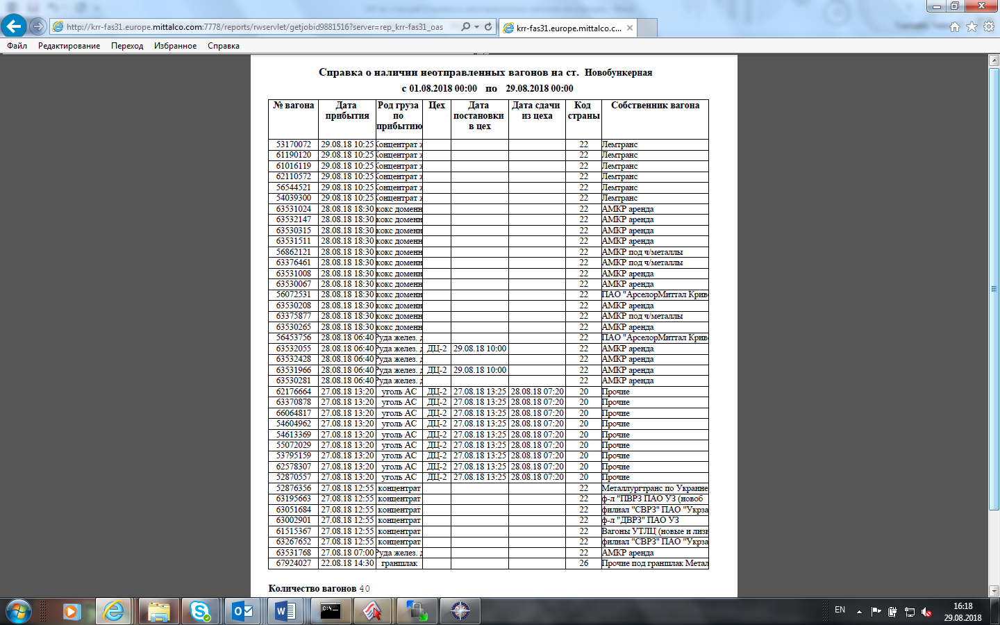 http://krr-fas31.europe.mittalco.com:7778/reports/rwservlet/getjobid9881516?server=rep_krr-fas31_oas
krr-fas31.europe.mittalco.c...
Файл Редактирование Переход Избранное Справка
Справка о наличии неотправленных вагонов на ст. Новобункерная
с 01.08.2018 00:00 по 29.08.2018 00:00
№ вагона Дата прибытия Род груза по прибытию Цех Дата постановки в цех Дата сдачи из цеха Код страны Собственник вагона
53170072 29.08.18 10:25 Концентрат ж 22 Лемтранс
61190120 29.08.18 10:25 Концентрат ж 22 Лемтранс
61016119 29.08.18 10:25 Концентрат ж 22 Лемтранс
62110572 29.08.18 10:25 Концентрат ж 22 Лемтранс
56544521 29.08.18 10:25 Концентрат ж 22 Лемтранс
54039300 29.08.18 10:25 Концентрат ж 22 Лемтранс
63531024 28.08.18 18:30 кокс доменн 22 АМКР аренда
63532147 28.08.18 18:30 кокс доменн 22 АМКР аренда
63530315 28.08.18 18:30 кокс доменн 22 АМКР аренда
63531511 28.08.18 18:30 кокс доменн 22 АМКР аренда
56862121 28.08.18 18:30 кокс доменн 22 АМКР под ч/металлы
63376461 28.08.18 18:30 кокс доменн 22 АМКР под ч/металлы
63531008 28.08.18 18:30 кокс доменн 22 АМКР аренда
63530067 28.08.18 18:30 кокс доменн 22 АМКР аренда
56072531 28.08.18 18:30 кокс доменн 22 ПАО "АрселорМиттал Криво
63530208 28.08.18 18:30 кокс доменн 22 АМКР аренда
63375877 28.08.18 18:30 кокс доменн 22 АМКР под ч/металлы
63530265 28.08.18 18:30 кокс доменн 22 АМКР аренда
56453756 28.08.18 06:40 Руда желез. д 22 ПАО "АрселорМиттал Криво
63532055 28.08.18 06:40 Руда желез. д ДЦ-2 29.08.18 10:00 22 АМКР аренда
63532428 28.08.18 06:40 Руда желез. д 22 АМКР аренда
63531966 28.08.18 06:40 Руда желез. д ДЦ-2 29.08.18 10:00 22 АМКР аренда
63530281 28.08.18 06:40 Руда желез. д 22 АМКР аренда
62176664 27.08.18 13:20 уголь АС ДЦ-2 27.08.18 13:25 28.08.18 07:20 20 Прочие
63370878 27.08.18 13:20 уголь АС ДЦ-2 27.08.18 13:25 28.08.18 07:20 20 Прочие
66064817 27.08.18 13:20 уголь АС ДЦ-2 27.08.18 13:25 28.08.18 07:20 20 Прочие
54604962 27.08.18 13:20 уголь АС ДЦ-2 27.08.18 13:25 28.08.18 07:20 20 Прочие
54613369 27.08.18 13:20 уголь АС ДЦ-2 27.08.18 13:25 28.08.18 07:20 20 Прочие
55072029 27.08.18 13:20 уголь АС ДЦ-2 27.08.18 13:25 28.08.18 07:20 20 Прочие
53795159 27.08.18 13:20 уголь АС ДЦ-2 27.08.18 13:25 28.08.18 07:20 20 Прочие
62578307 27.08.18 13:20 уголь АС ДЦ-2 27.08.18 13:25 28.08.18 07:20 20 Прочие
52870557 27.08.18 13:20 уголь АС ДЦ-2 27.08.18 13:25 28.08.18 07:20 20 Прочие
52876356 27.08.18 12:55 концентрат 22 Металлургтранс по Украине
63195663 27.08.18 12:55 концентрат 22 ф-л "ПВРЗ ПАО УЗ (новоб
63051684 27.08.18 12:55 концентрат 22 филиал "СВРЗ" ПАО "Укрза
63002901 27.08.18 12:55 концентрат 22 ф-л "ДВРЗ" ПАО УЗ
61515367 27.08.18 12:55 концентрат 22 Вагоны УТЛЦ (новые и лизи
63267652 27.08.18 12:55 концентрат 22 филиал "СВРЗ" ПАО "Укрза
63531768 27.08.18 07:00 Руда желез. д 22 АМКР аренда
67924027 22.08.18 14:30 граншлак 26 Прочие под граншлак Метал
Количество вагонов 40
EN
16:18
29.08.2018